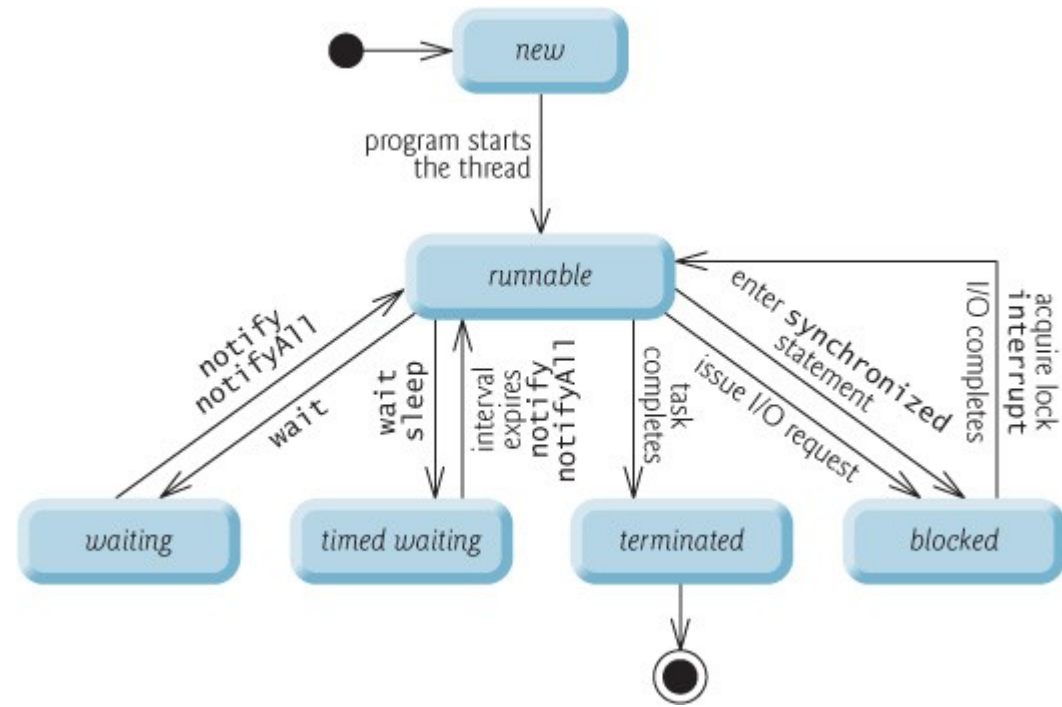 new
program starts
the thread
runnable
notify
notifyAll
wait
wait
sleep
interval
expires
notify
notifyAll
task
completes
issue I/O request
enter synchronized
statement
acquire lock
interrupt
I/O completes
waiting
timed waiting
terminated
blocked